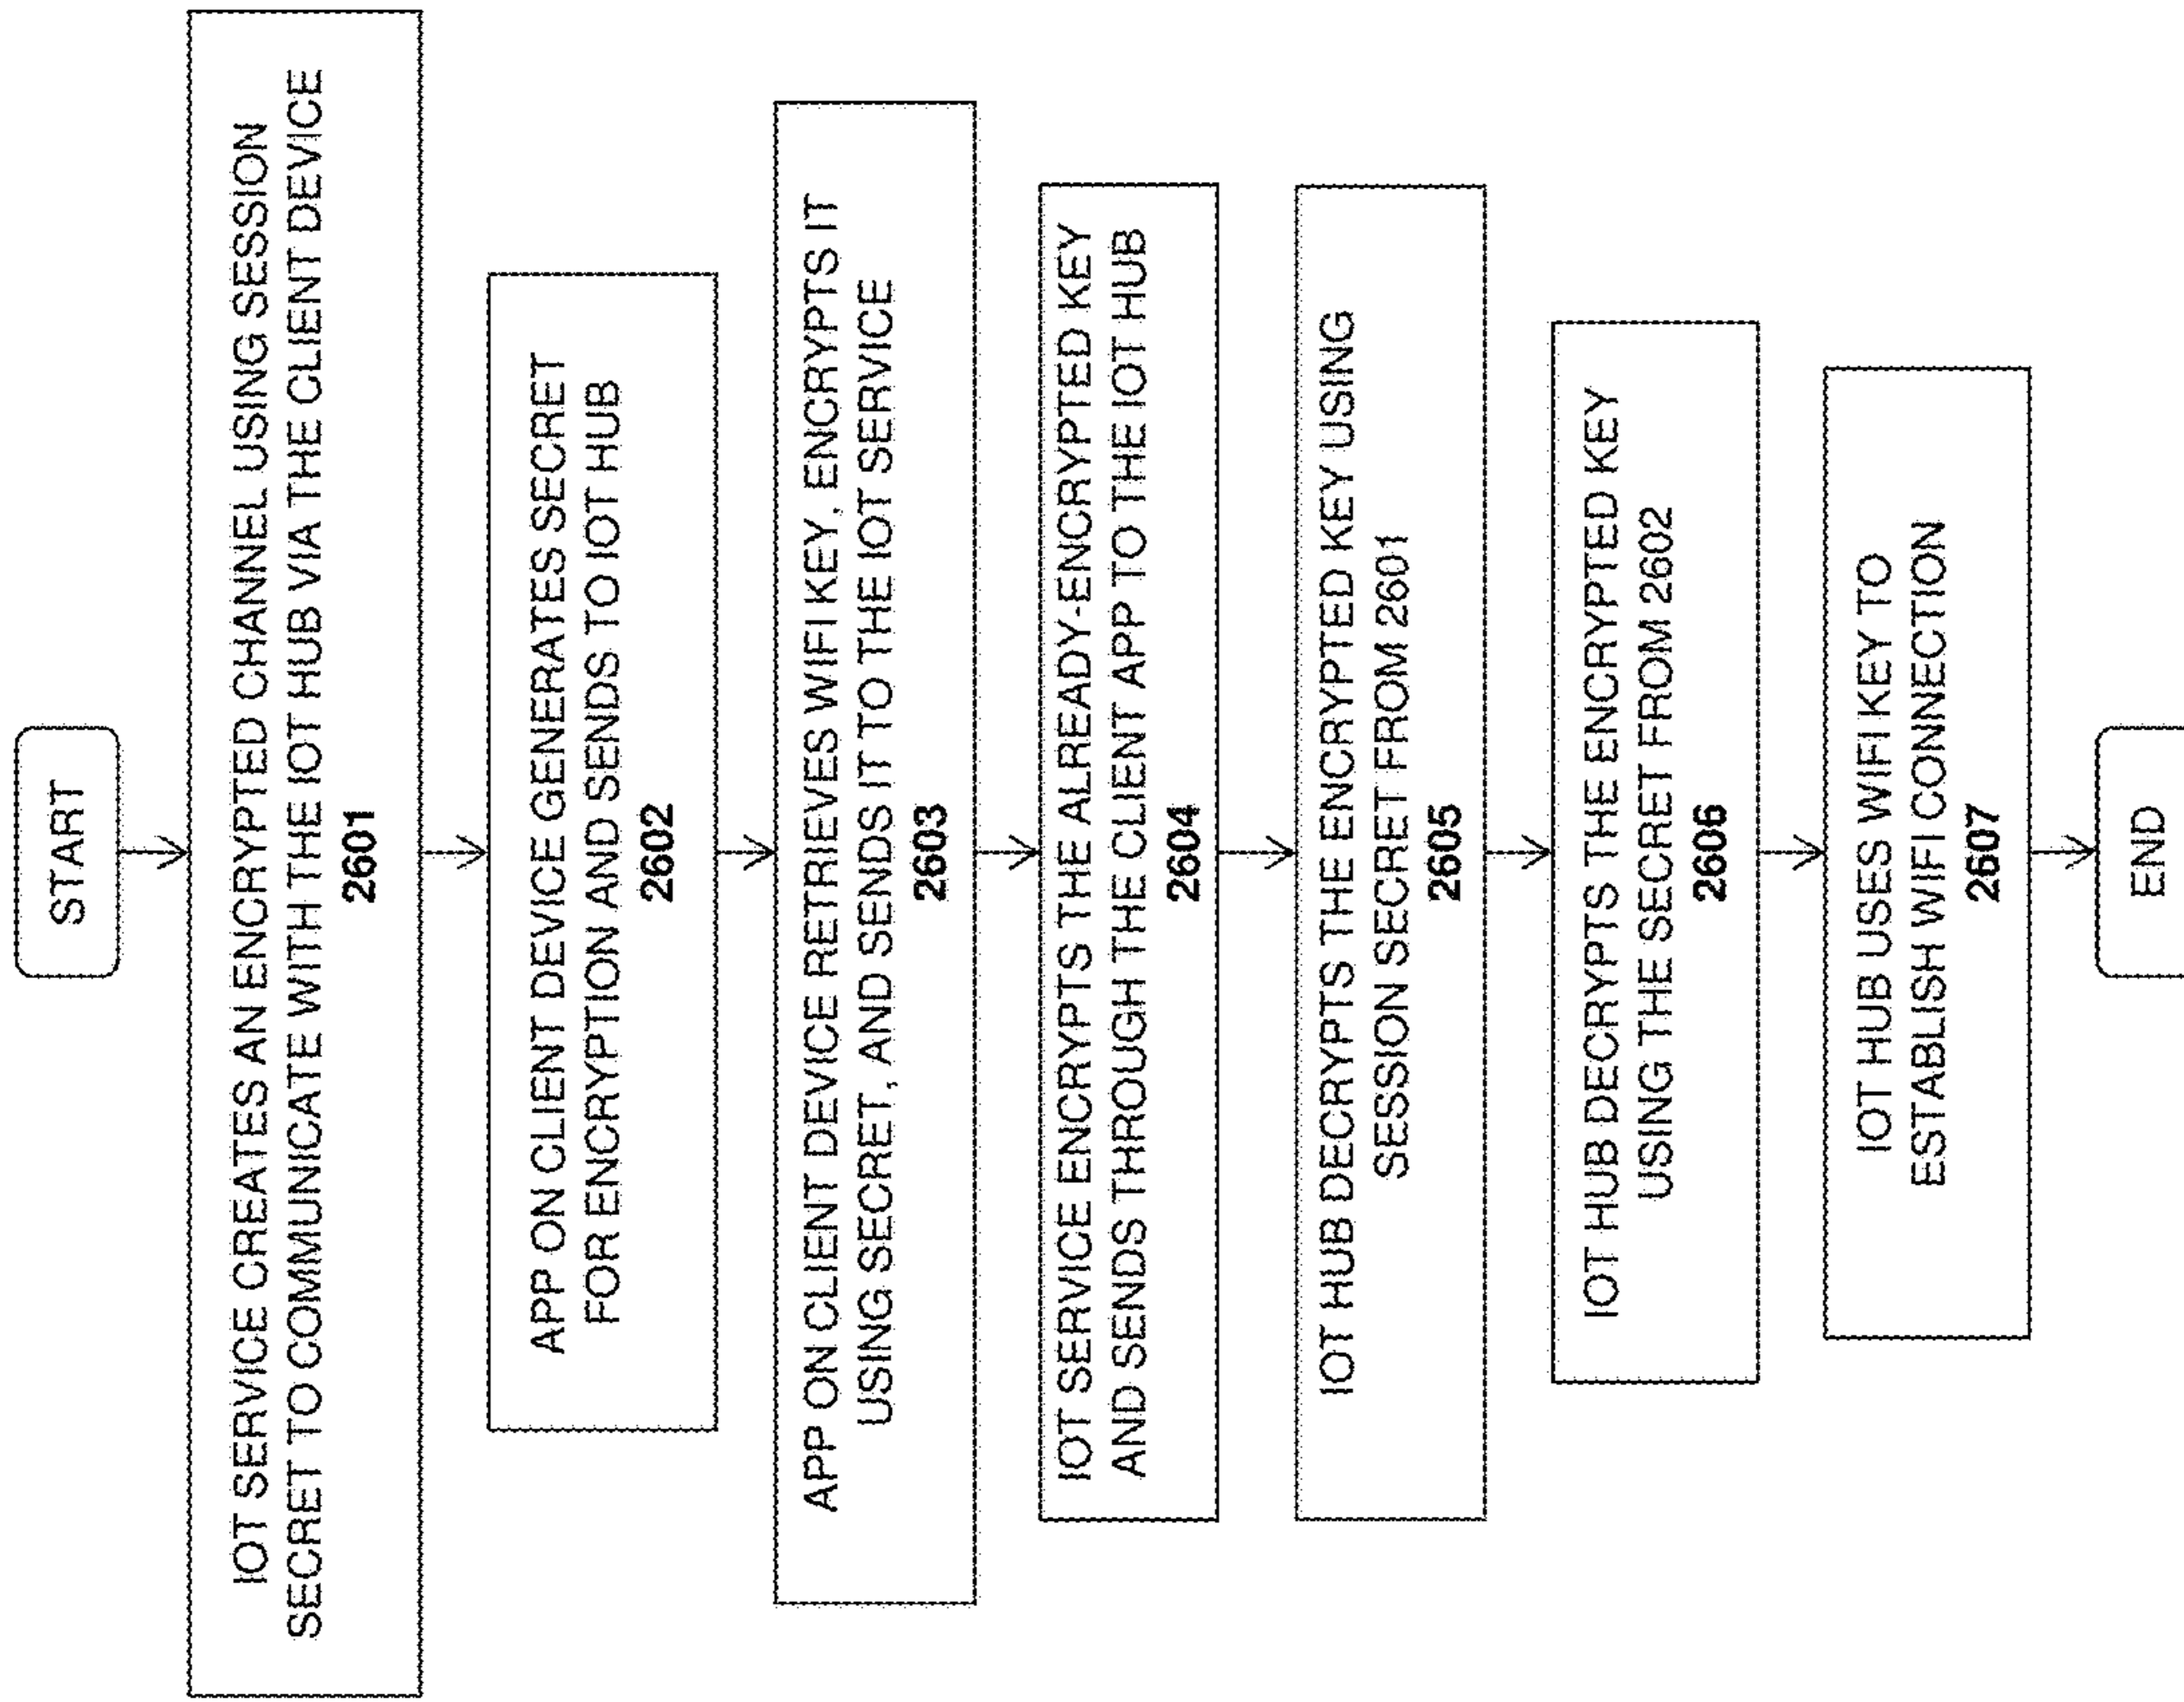 START
IOT SERVICE CREATES AN ENCRYPTED CHANNEL USING SESSION
SECRET TO COMMUNICATE WITH THE IOT HUB VIA THE CLIENT DEVICE
2601
APP ON CLIENT DEVICE GENERATES SECRET
FOR ENCRYPTION AND SENDS TO IOT HUB
2602
APP ON CLIENT DEVICE RETRIEVES WIFI KEY, ENCRYPTS IT
USING SECRET, AND SENDS IT TO THE IOT SERVICE
2603
IOT SERVICE ENCRYPTS THE ALREADY-ENCRYPTED KEY
AND SENDS THROUGH THE CLIENT APP TO THE IOT HUB
2604
IOT HUB DECRYPTS THE ENCRYPTED KEY USING
SESSION SECRET FROM 2601
2605
IOT HUB DECRYPTS THE ENCRYPTED KEY
USING THE SECRET FROM 2602
2606
IOT HUB USES WIFI KEY TO
ESTABLISH WIFI CONNECTION
2607
END